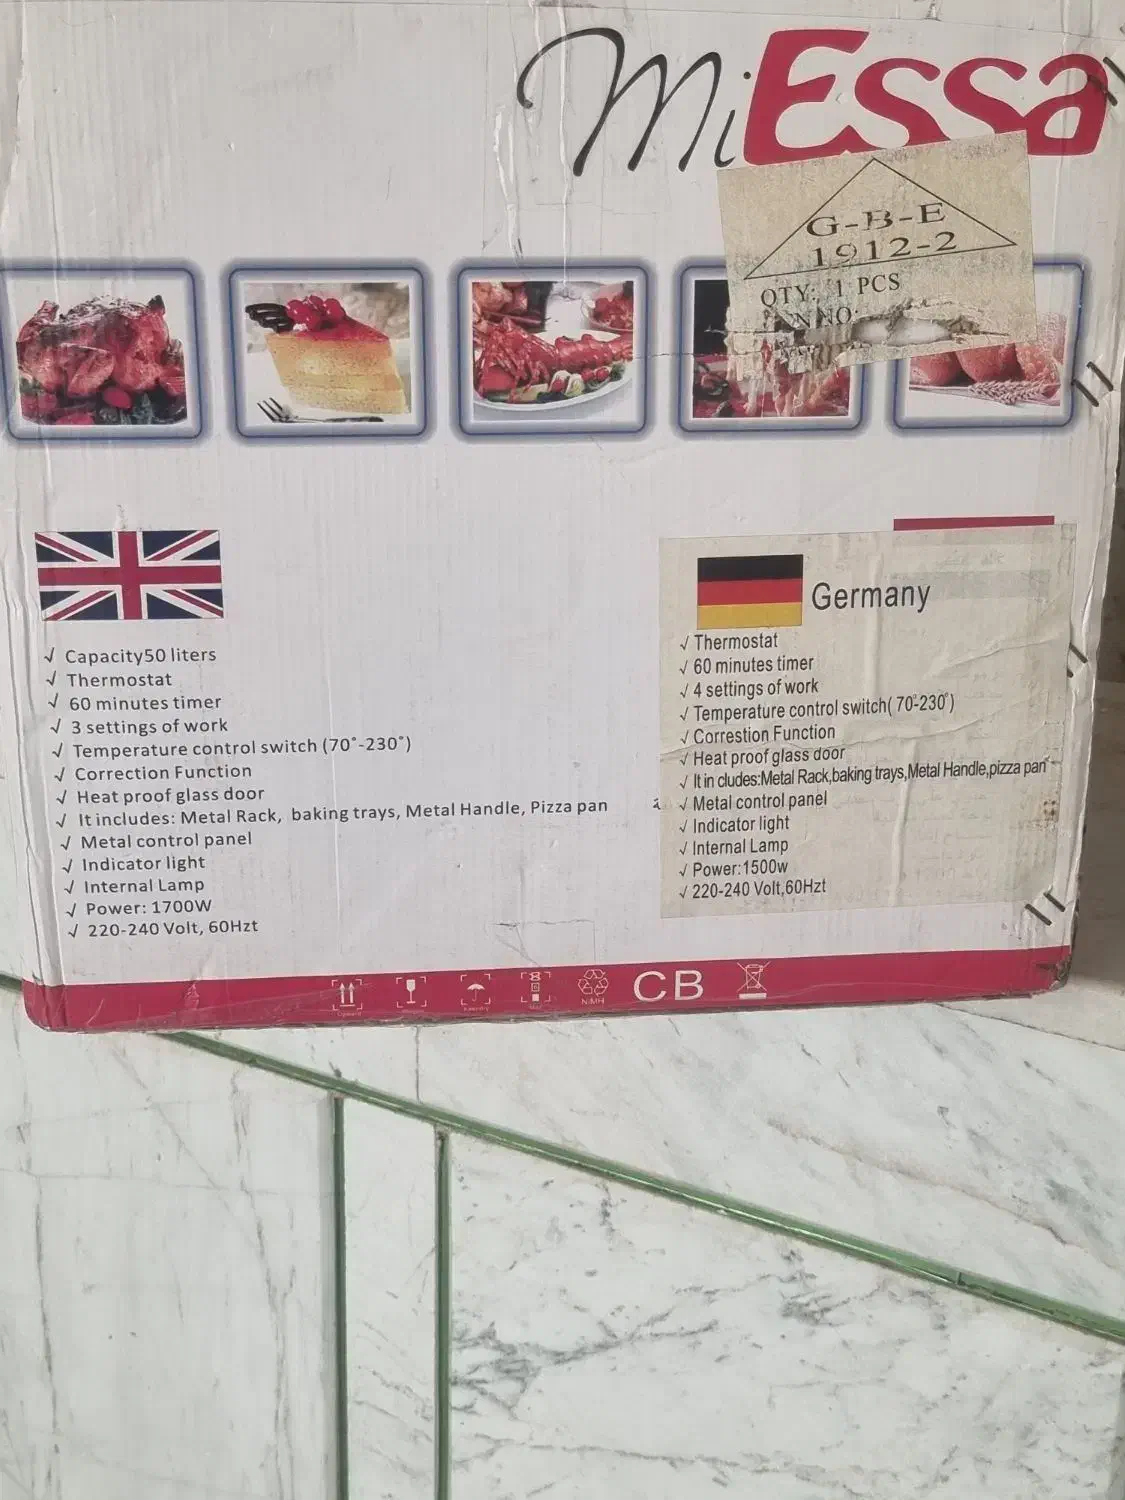 miEssa
G-B-E
1912-2
QTY: 1 PCS
NO:
Capacity50 liters
Thermostat
60 minutes timer
3 settings of work
Temperature control switch (70°-230°)
Correction Function
Heat proof glass door
It includes: Metal Rack, baking trays, Metal Handle, Pizza pan
Metal control panel
Indicator light
Internal Lamp
Power: 1700W
220-240 Volt, 60Hzt
Germany
Thermostat
60 minutes timer
4 settings of work
Temperature control switch( 70°-230°)
Correstion Function
Heat proof glass door
It in cludes:Metal Rack,baking trays,Metal Handle,pizza pan
Metal control panel
Indicator light
Internal Lamp
Power:1500w
220-240 Volt,60Hzt
NiMH
CB